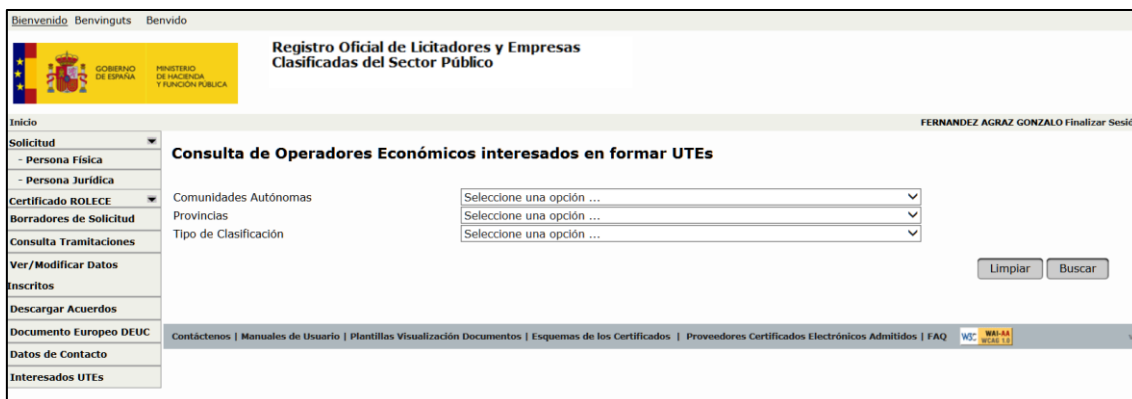 Bienvenido Benvinguts Benvido
GOBIERNO
DE ESPAÑA
MINISTERIO
DE HACIENDA
Y FUNCIÓN PÚBLICA
Registro Oficial de Licitadores y Empresas
Clasificadas del Sector Público
Inicio
FERNANDEZ AGRAZ GONZALO Finalizar Sesió
Solicitud
- Persona Física
- Persona Jurídica
Certificado ROLECE
Borradores de Solicitud
Consulta Tramitaciones
Ver/Modificar Datos
Inscritos
Descargar Acuerdos
Documento Europeo DEUC
Datos de Contacto
Interesados UTEs
Consulta de Operadores Económicos interesados en formar UTEs
Comunidades Autónomas Seleccione una opción ...
Provincias Seleccione una opción ...
Tipo de Clasificación Seleccione una opción ...
Limpiar Buscar
Contáctenos | Manuales de Usuario | Plantillas Visualización Documentos | Esquemas de los Certificados | Proveedores Certificados Electrónicos Admitidos | FAQ W3C WAI-AA WCAG 1.0